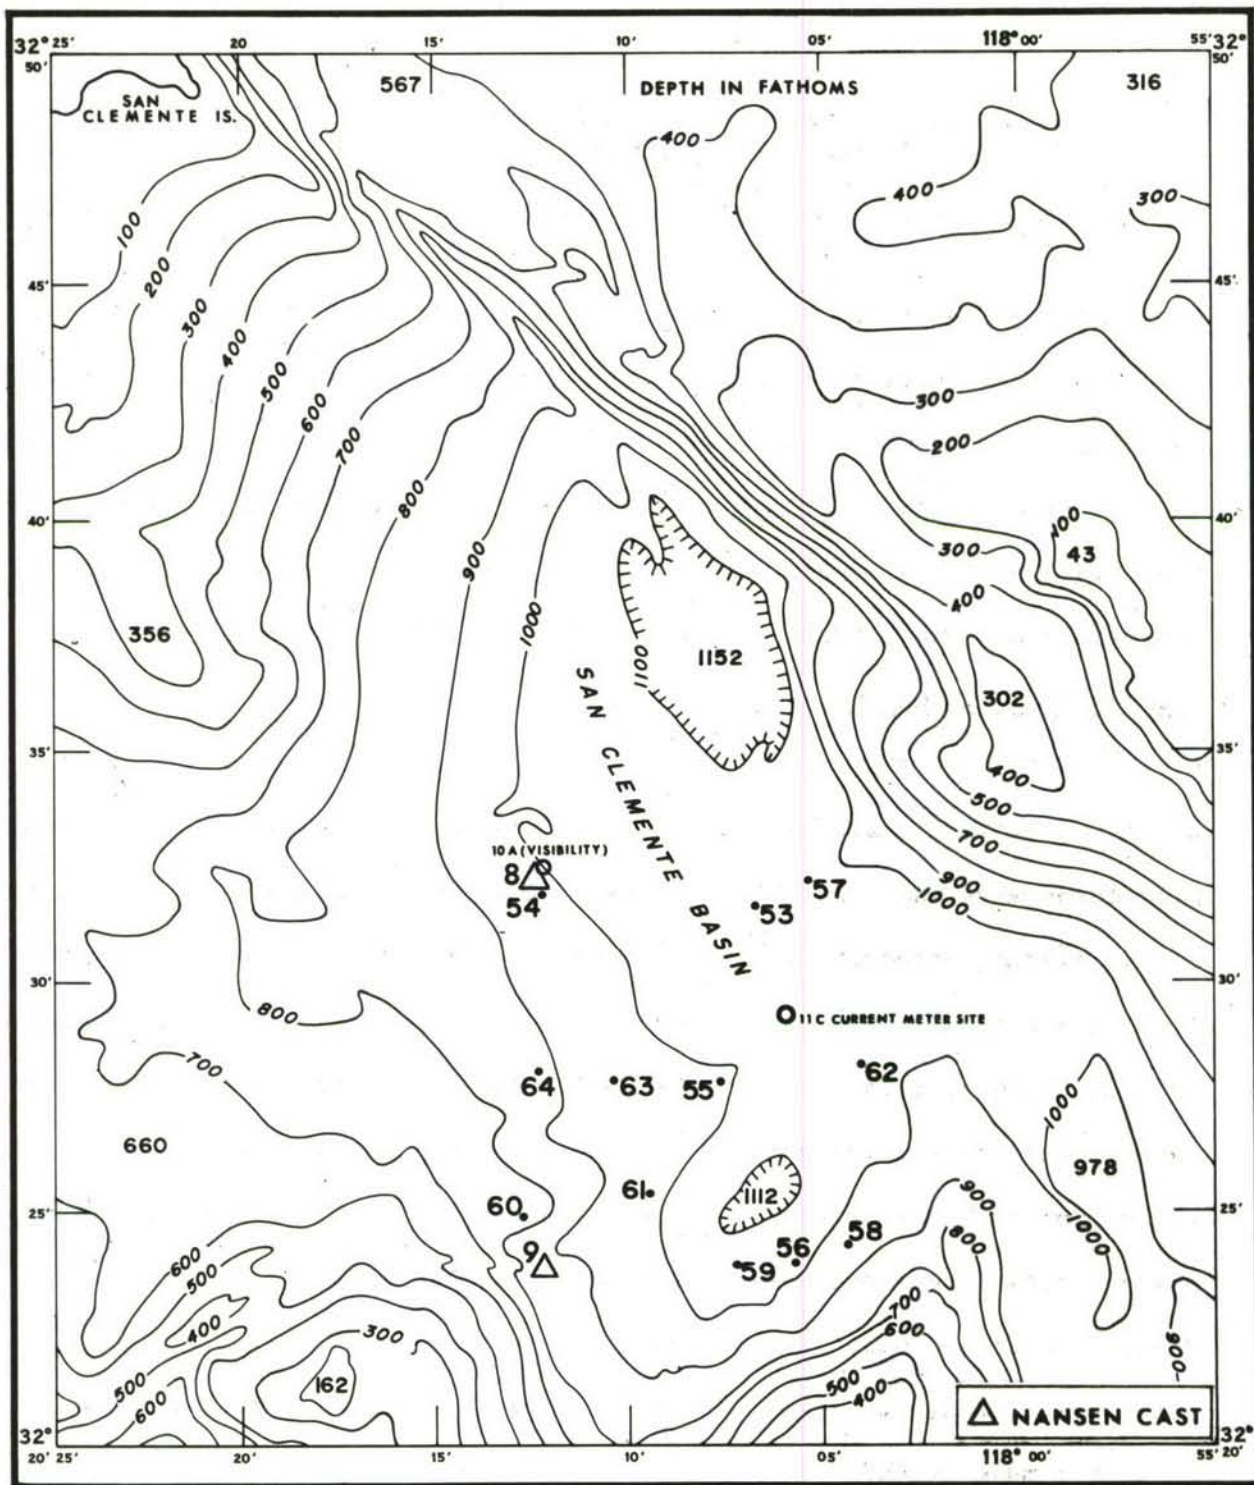 32° 25' 20 15' 10' 05' 118° 00' 55' 32°
50' 50'
567 DEPTH IN FATHOMS 316
SAN
CLEMENTE IS.
400
400 300
100
200
45' 45'
300
400
500
600
700
300
200
800
40' 100 40'
900 300 43
400
1000
356 1100 1152
302
SAN CLEMENTE BASIN
35' 35'
400
500
700
10A (VISIBILITY)
8
54
57
53
900
1000
30' 30'
800
11C CURRENT METER SITE
700
64 63 55 62
1000
660 978
61 1112
900
60
25' 25'
9 56 58 800 1000
600 59
500
400 700
300 600 900
162
500 500
600 400
NANSEN CAST
32° 32°
20' 25' 20' 15' 10' 05' 118° 00' 55' 20'